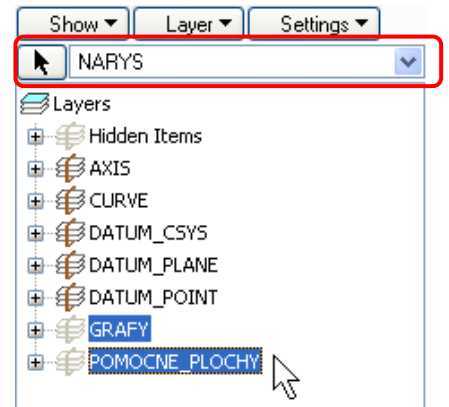 Show Layer Settings
NARYS
Layers
Hidden Items
AXIS
CURVE
DATUM_CSYS
DATUM_PLANE
DATUM_POINT
GRAFY
POMOCNE_PLOCHY